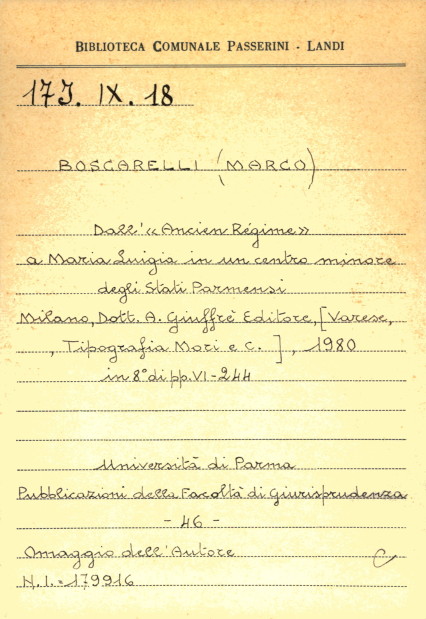 BIBLIOTECA COMUNALE PASSERINI - LANDI
17J. IX. 18
BOSCARELLI (MARCO)
Dall'«Ancien Régime»
a Maria Luigia in un centro minore
degli Stati Parmensi
Milano, Dott. A. Giuffrè Editore, [Varese,
, Tipografia Mori e C. ], 1980
in 8° di pp. VI-244
Università di Parma
Pubblicazioni della Facoltà di Giurisprudenza
- 46 -
Omaggio dell'Autore
C
N. I. = 179916